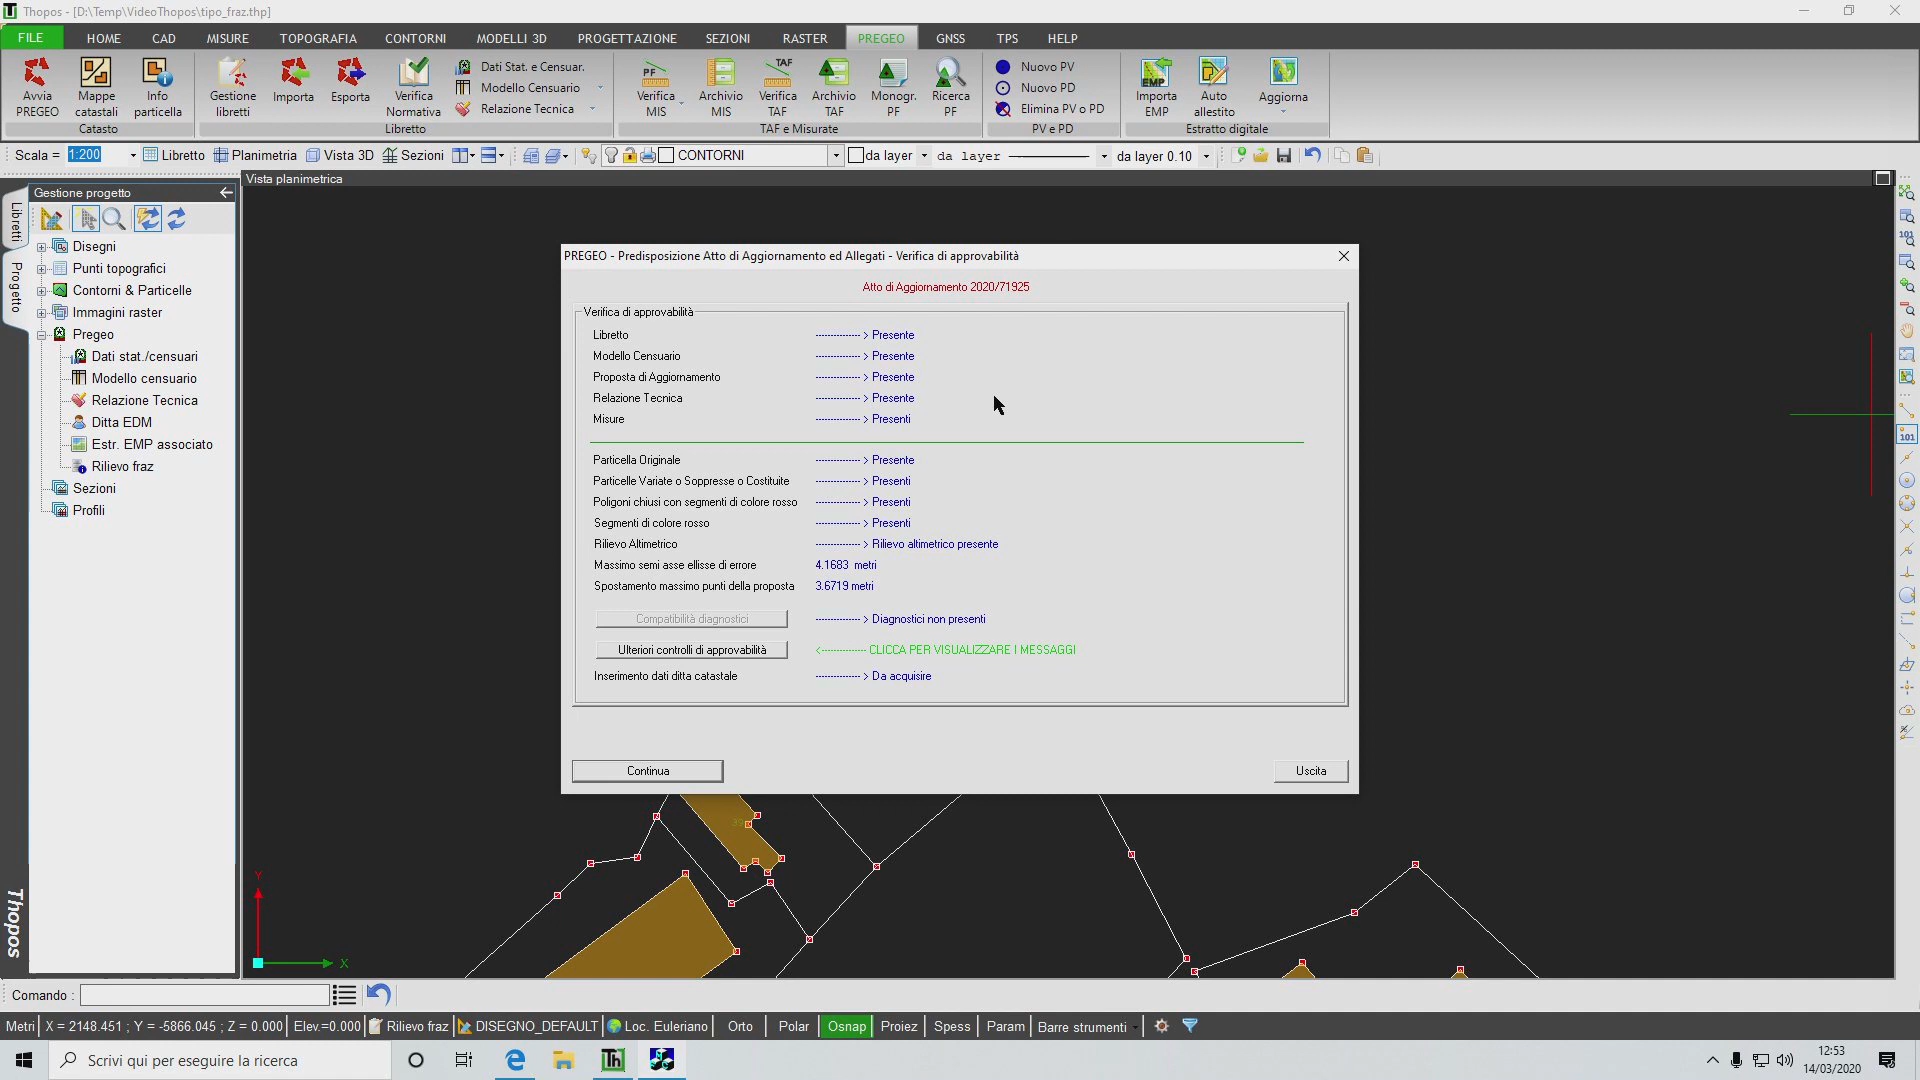 Thopos - [D:\Temp\VideoThopos\tipo_fraz.thp]
FILE HOME CAD MISURE TOPOGRAFIA CONTORNI MODELLI 3D PROGETTAZIONE SEZIONI RASTER PREGEO GNSS TPS HELP
Avvia PREGEO
Mappe catastali
Info particella
Catasto
Gestione libretti
Importa
Esporta
Verifica Normativa
Dati Stat. e Censuar.
Modello Censuario
Relazione Tecnica
Libretto
Verifica MIS
Archivio MIS
Verifica TAF
Archivio TAF
Monogr. PF
Ricerca PF
TAF e Misurate
Nuovo PV
Nuovo PD
Elimina PV o PD
PV e PD
Importa EMP
Auto allestito
Aggiorna
Estratto digitale
Scala = 1:200 Libretto Planimetria Vista 3D Sezioni CONTORNI da layer da layer da layer 0.10
Gestione progetto
Vista planimetrica
Libretti
Progetto
Thopos
Disegni
Punti topografici
Contorni & Particelle
Immagini raster
Pregeo
Dati stat./censuari
Modello censuario
Relazione Tecnica
Ditta EDM
Estr. EMP associato
Rilievo fraz
Sezioni
Profili
PREGEO - Predisposizione Atto di Aggiornamento ed Allegati - Verifica di approvabilità
Atto di Aggiornamento 2020/71925
Verifica di approvabilità
Libretto -------------- > Presente
Modello Censuario -------------- > Presente
Proposta di Aggiornamento -------------- > Presente
Relazione Tecnica -------------- > Presente
Misure -------------- > Presenti
Particella Originale -------------- > Presente
Particelle Variate o Soppresse o Costituite -------------- > Presenti
Poligoni chiusi con segmenti di colore rosso -------------- > Presenti
Segmenti di colore rosso -------------- > Presenti
Rilievo Altimetrico -------------- > Rilievo altimetrico presente
Massimo semi asse ellisse di errore 4.1683 metri
Spostamento massimo punti della proposta 3.6719 metri
Compatibilità diagnostici -------------- > Diagnostici non presenti
Ulteriori controlli di approvabilità <-------------- CLICCA PER VISUALIZZARE I MESSAGGI
Inserimento dati ditta catastale -------------- > Da acquisire
Continua
Uscita
Y
X
Comando :
Metri X = 2148.451 ; Y = -5866.045 ; Z = 0.000 Elev.=0.000 Rilievo fraz DISEGNO_DEFAULT Loc. Euleriano Orto Polar Osnap Proiez Spess Param Barre strumenti
Scrivi qui per eseguire la ricerca
12:53
14/03/2020